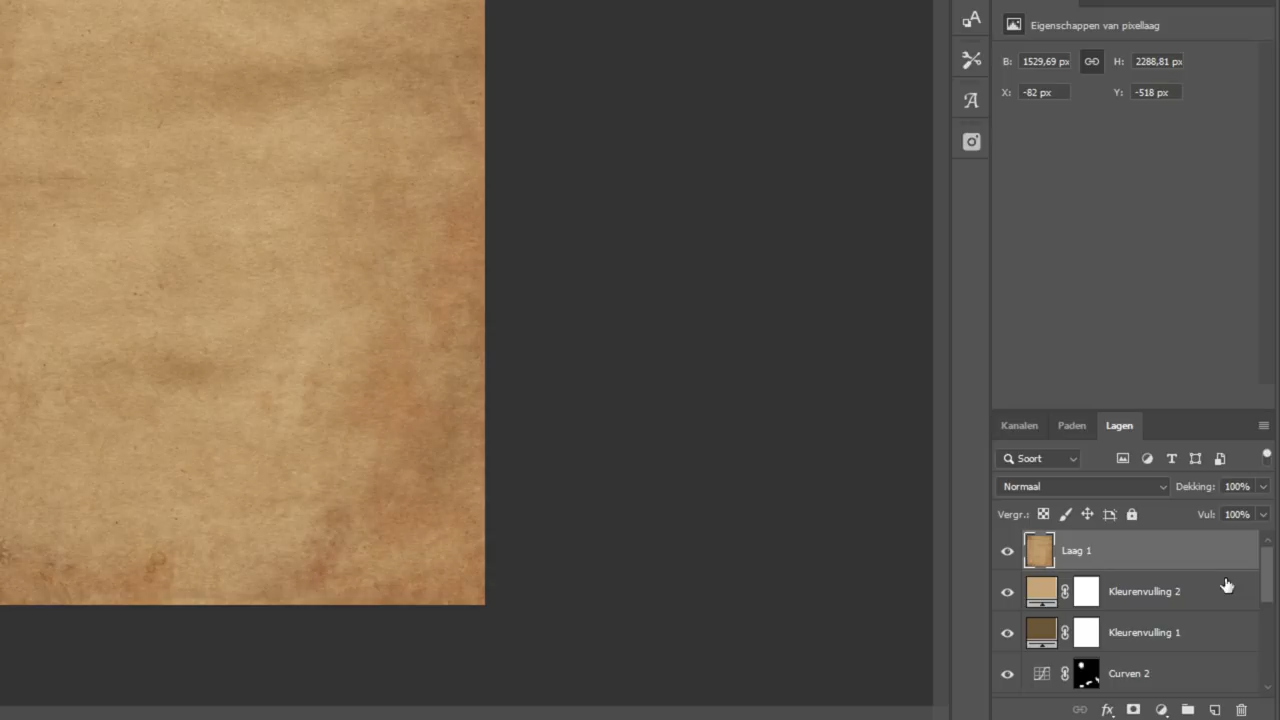 Eigenschappen van pixellaag
B: 1529,69 px H: 2288,81 px
X: -82 px Y: -518 px
Kanalen Paden Lagen
Soort
Normaal Dekking: 100%
Vergr.: Vul: 100%
Laag 1
Kleurenvulling 2
Kleurenvulling 1
Curven 2
fx